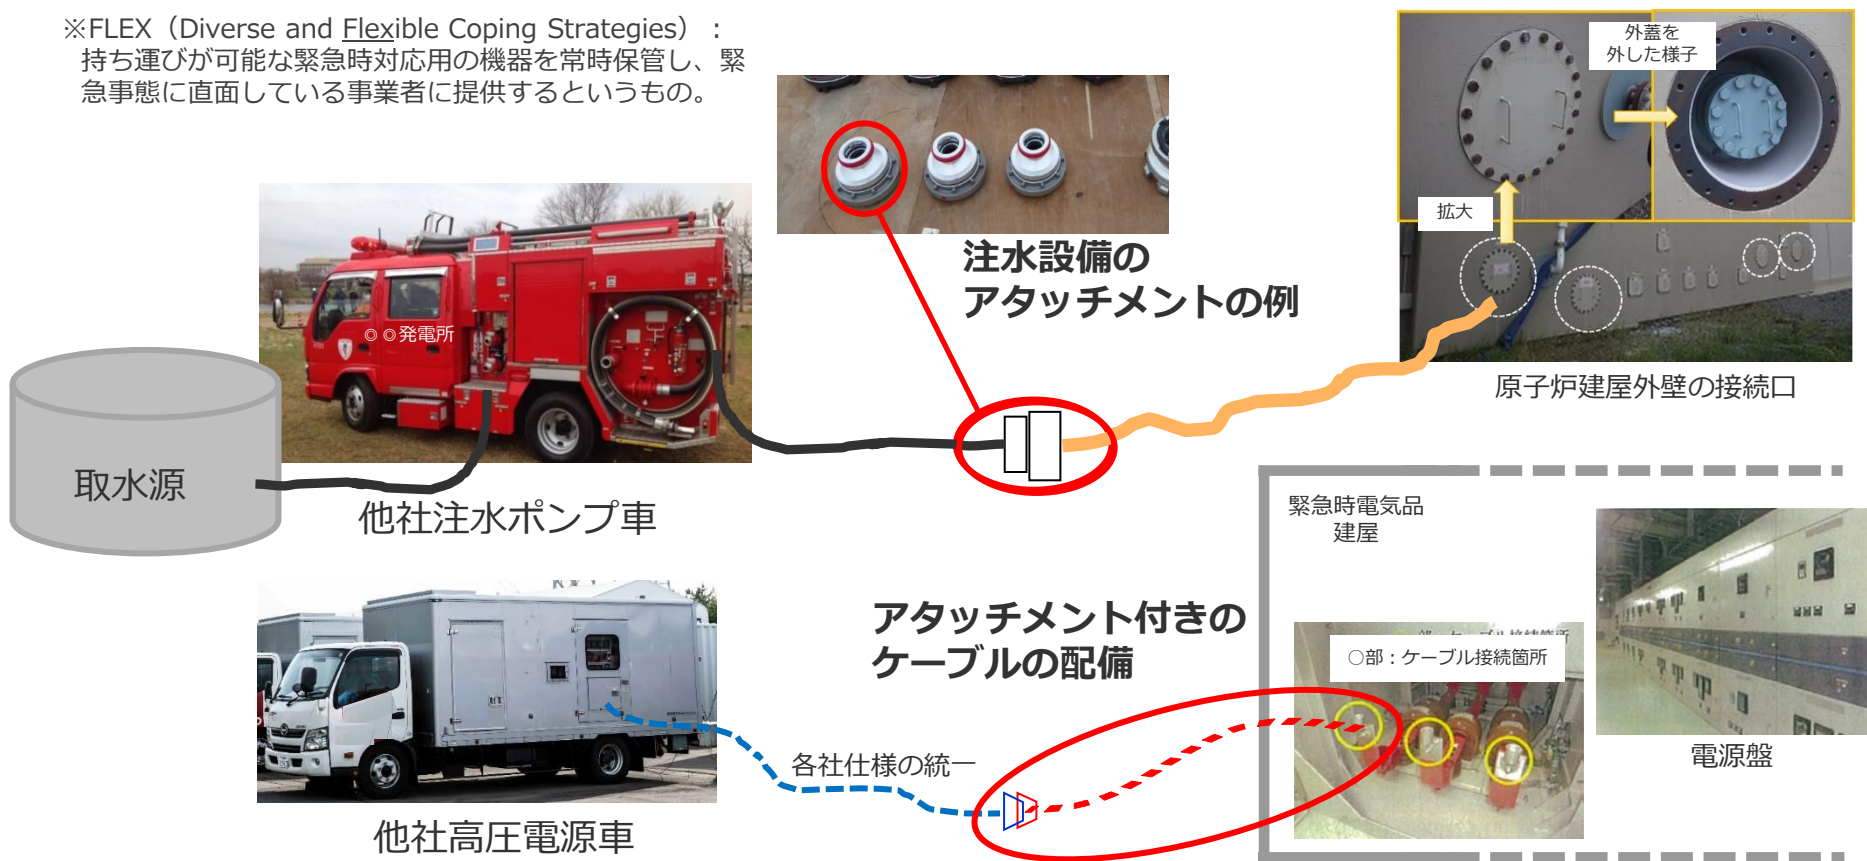 ※FLEX（Diverse and Flexible Coping Strategies）：
持ち運びが可能な緊急時対応用の機器を常時保管し、緊
急事態に直面している事業者に提供するというもの。
外蓋を
外した様子
拡大
注水設備の
アタッチメントの例
◎◎発電所
原子炉建屋外壁の接続口
取水源
他社注水ポンプ車
緊急時電気品
建屋
アタッチメント付きの
ケーブルの配備
○部：ケーブル接続箇所
電源盤
各社仕様の統一
他社高圧電源車